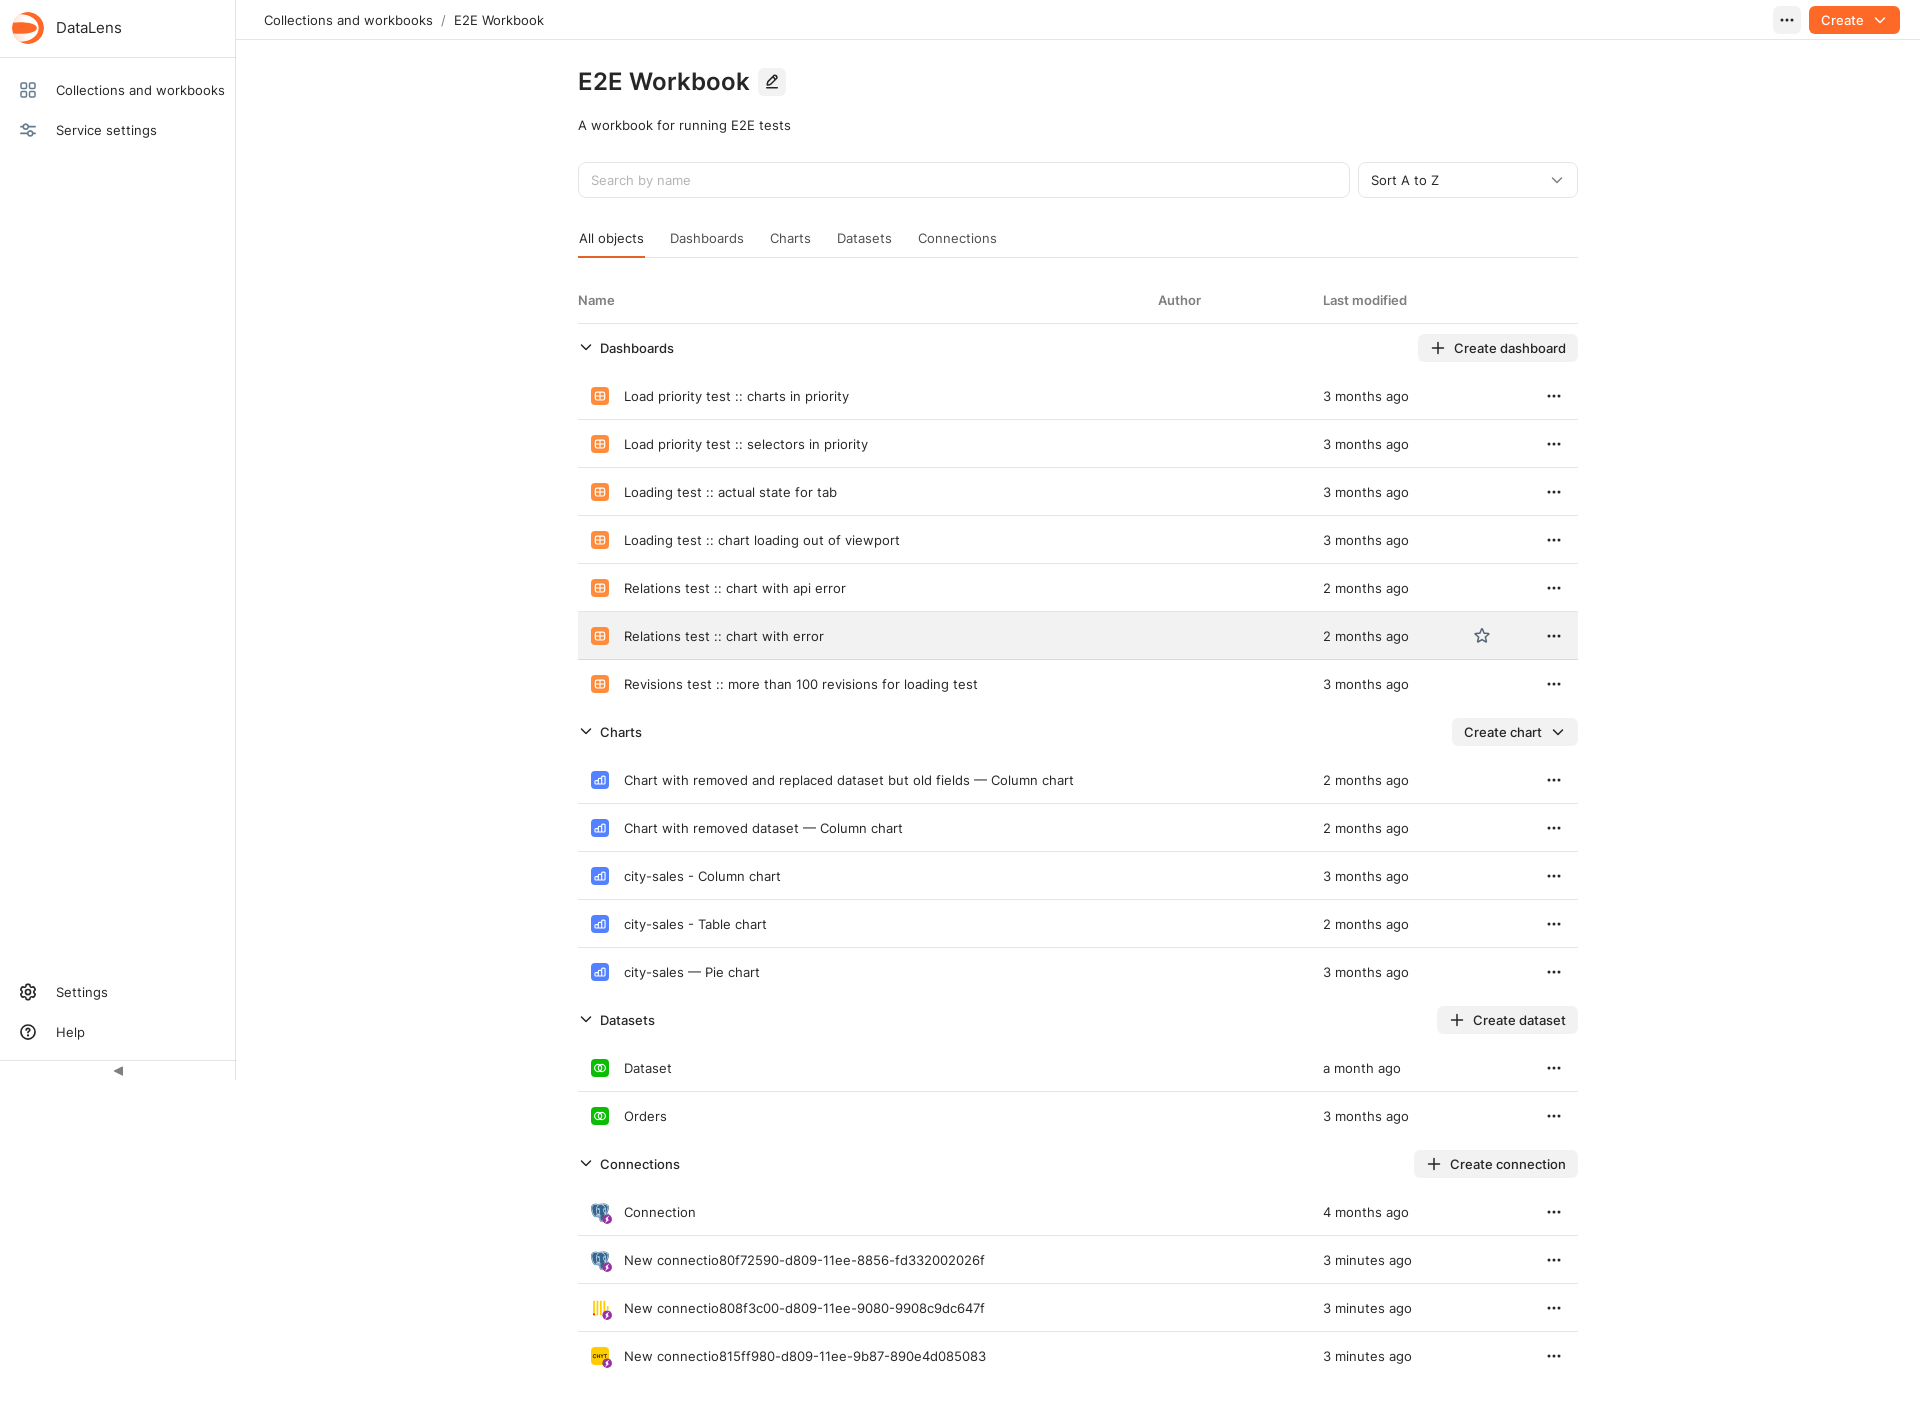 DataLens
Collections and workbooks / E2E Workbook
Create
Collections and workbooks
Service settings
E2E Workbook
A workbook for running E2E tests
Search by name
Sort A to Z
All objects Dashboards Charts Datasets Connections
Name Author Last modified
Dashboards Create dashboard
Load priority test :: charts in priority 3 months ago
Load priority test :: selectors in priority 3 months ago
Loading test :: actual state for tab 3 months ago
Loading test :: chart loading out of viewport 3 months ago
Relations test :: chart with api error 2 months ago
Relations test :: chart with error 2 months ago
Revisions test :: more than 100 revisions for loading test 3 months ago
Charts Create chart
Chart with removed and replaced dataset but old fields — Column chart 2 months ago
Chart with removed dataset — Column chart 2 months ago
city-sales - Column chart 3 months ago
city-sales - Table chart 2 months ago
city-sales — Pie chart 3 months ago
Datasets Create dataset
Dataset a month ago
Orders 3 months ago
Connections Create connection
Connection 4 months ago
New connectio80f72590-d809-11ee-8856-fd332002026f 3 minutes ago
New connectio808f3c00-d809-11ee-9080-9908c9dc647f 3 minutes ago
CHYT New connectio815ff980-d809-11ee-9b87-890e4d085083 3 minutes ago
Settings
Help